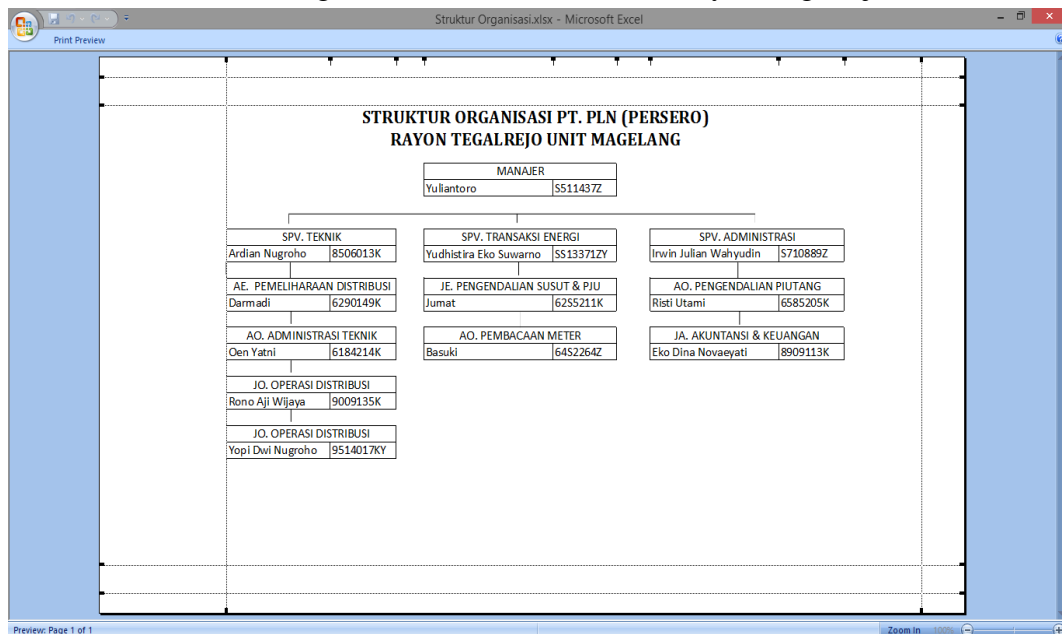 Struktur Organisasi.xlsx - Microsoft Excel
Print Preview
STRUKTUR ORGANISASI PT. PLN (PERSERO)
RAYON TEGALREJO UNIT MAGELANG
MANAJER
Yuliantoro S511437Z
SPV. TEKNIK
Ardian Nugroho 8506013K
AE. PEMELIHARAAN DISTRIBUSI
Darmadi 6290149K
AO. ADMINISTRASI TEKNIK
Oen Yatni 6184214K
JO. OPERASI DISTRIBUSI
Rono Aji Wijaya 9009135K
JO. OPERASI DISTRIBUSI
Yopi Dwi Nugroho 9514017KY
SPV. TRANSAKSI ENERGI
Yudhistira Eko Suwarno SS13371ZY
JE. PENGENDALIAN SUSUT & PJU
Jumat 62S5211K
AO. PEMBACAAN METER
Basuki 64S2264Z
SPV. ADMINISTRASI
Irwin Julian Wahyudin S710889Z
AO. PENGENDALIAN PIUTANG
Risti Utami 6585205K
JA. AKUNTANSI & KEUANGAN
Eko Dina Novaeyati 8909113K
Preview: Page 1 of 1
Zoom In 100%